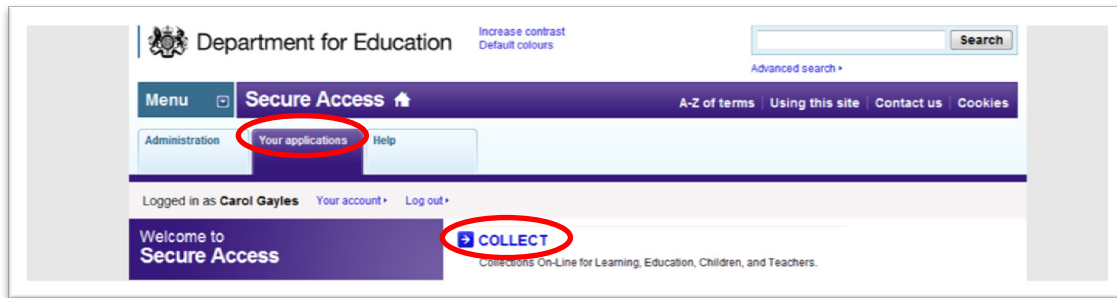 Department for Education
Increase contrast
Default colours
Search
Advanced search
Menu
Secure Access
A-Z of terms
Using this site
Contact us
Cookies
Administration
Your applications
Help
Logged in as Carol Gayles
Your account
Log out
Welcome to
Secure Access
COLLECT
Collections On-Line for Learning, Education, Children, and Teachers.